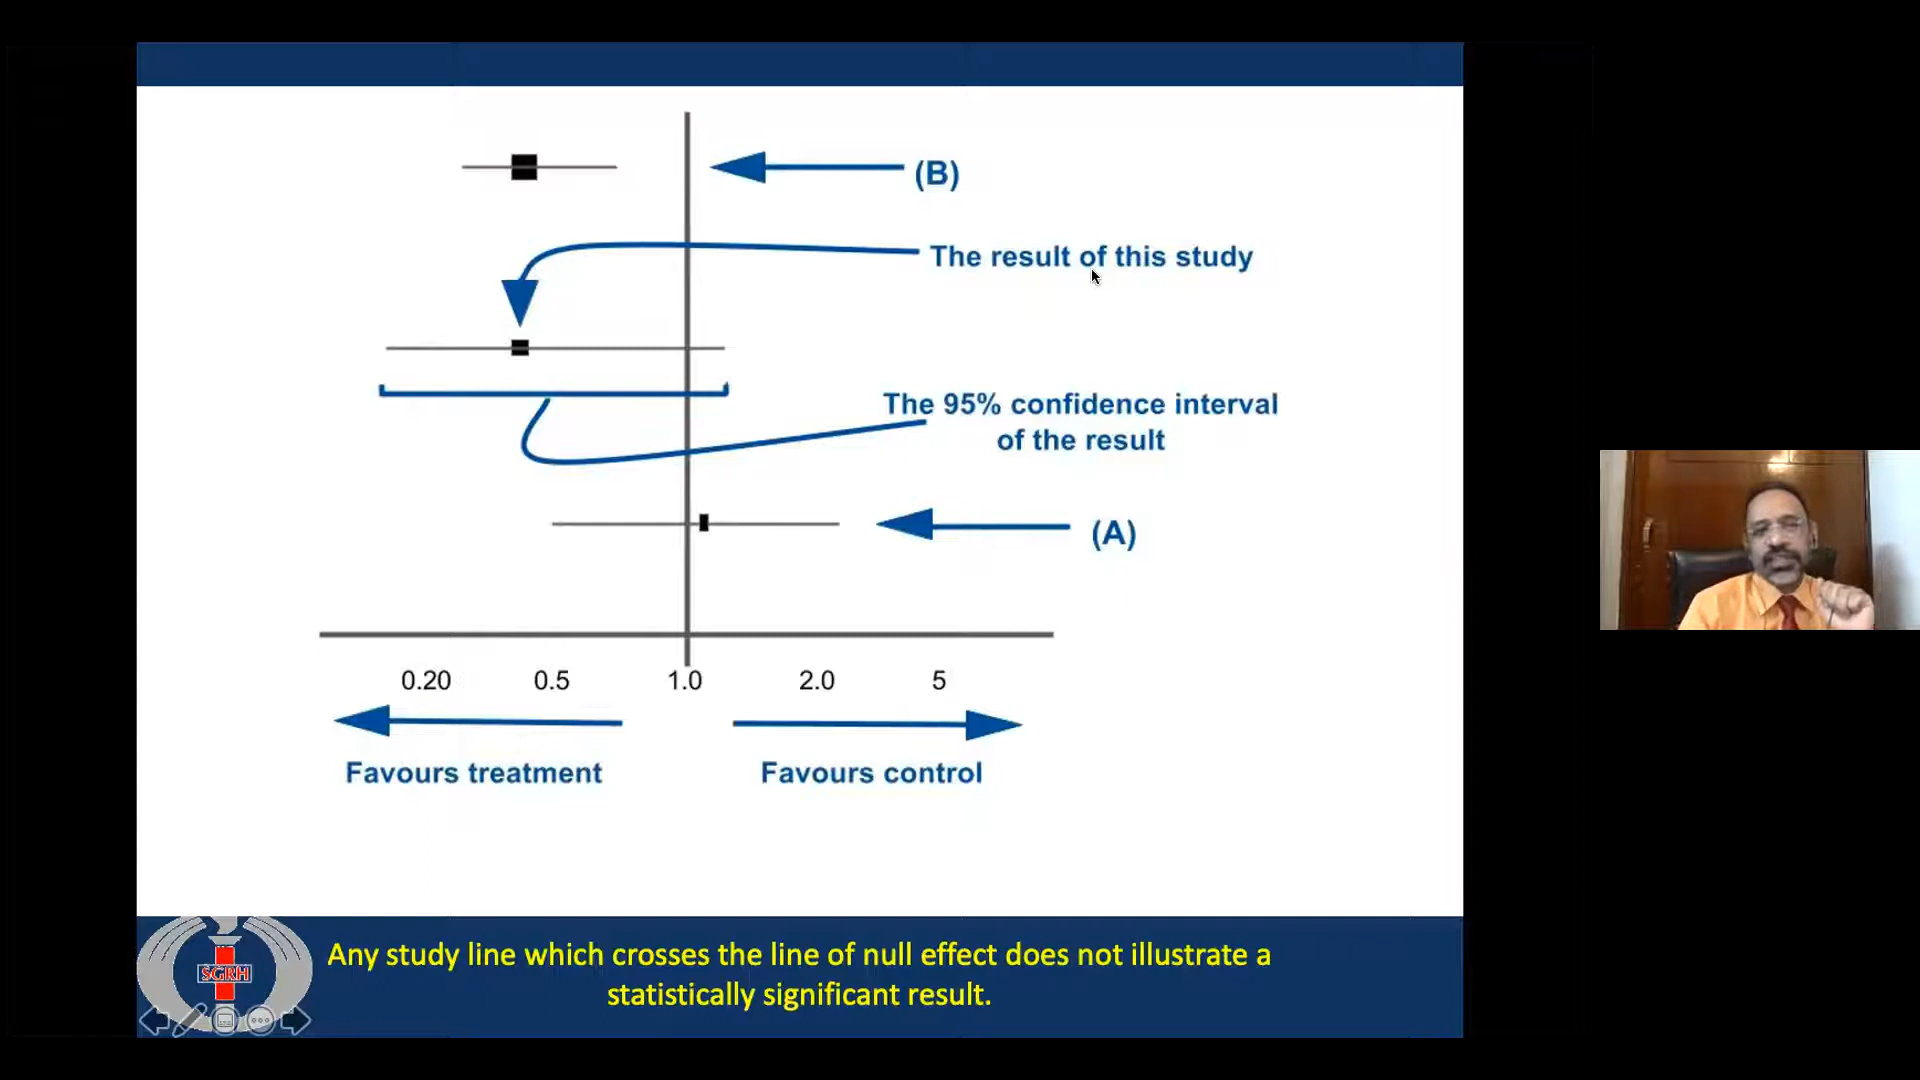 (B)
The result of this study
The 95% confidence interval
of the result
(A)
0.20 0.5 1.0 2.0 5
Favours treatment Favours control
SGRH
Any study line which crosses the line of null effect does not illustrate a
statistically significant result.